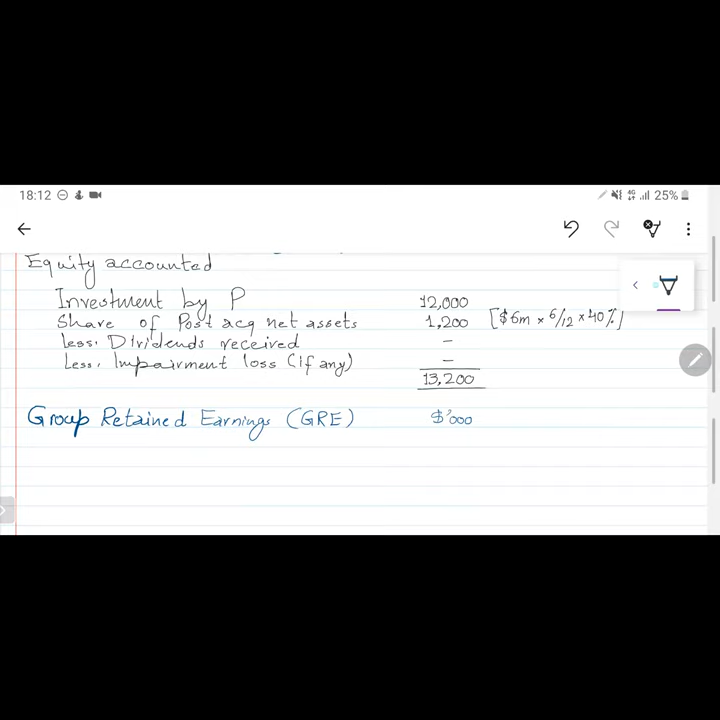 18:12 4G 25%
Equity accounted
Investment by P 12,000
Share of Post acq net assets 1,200 [$6m × 6/12 × 40%]
less: Dividends received –
Less: Impairment loss (if any) –
13,200
Group Retained Earnings (GRE) $'000